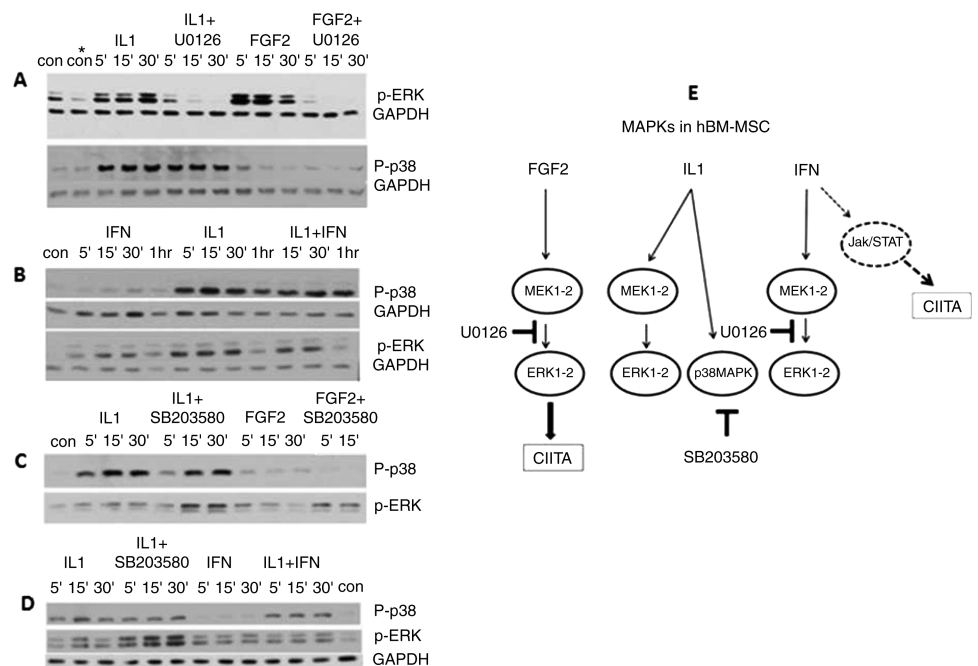 A
IL1
IL1+
U0126
FGF2
FGF2+
U0126
con con* 5' 15' 30' 5' 15' 30' 5' 15' 30' 5' 15' 30'
p-ERK
GAPDH
P-p38
GAPDH
B
IFN IL1 IL1+IFN
con 5' 15' 30' 1hr 5' 15' 30' 1hr 15' 30' 1hr
P-p38
GAPDH
p-ERK
GAPDH
C
IL1
IL1+
SB203580
FGF2
FGF2+
SB203580
con 5' 15' 30' 5' 15' 30' 5' 15' 30' 5' 15'
P-p38
p-ERK
D
IL1
IL1+
SB203580
IFN
IL1+IFN
5' 15' 30' 5' 15' 30' 5' 15' 30' 5' 15' 30' con
P-p38
p-ERK
GAPDH
E
MAPKs in hBM-MSC
FGF2 IL1 IFN
Jak/STAT
CIITA
MEK1-2 MEK1-2 MEK1-2
U0126 U0126
ERK1-2 ERK1-2 p38MAPK ERK1-2
CIITA
SB203580